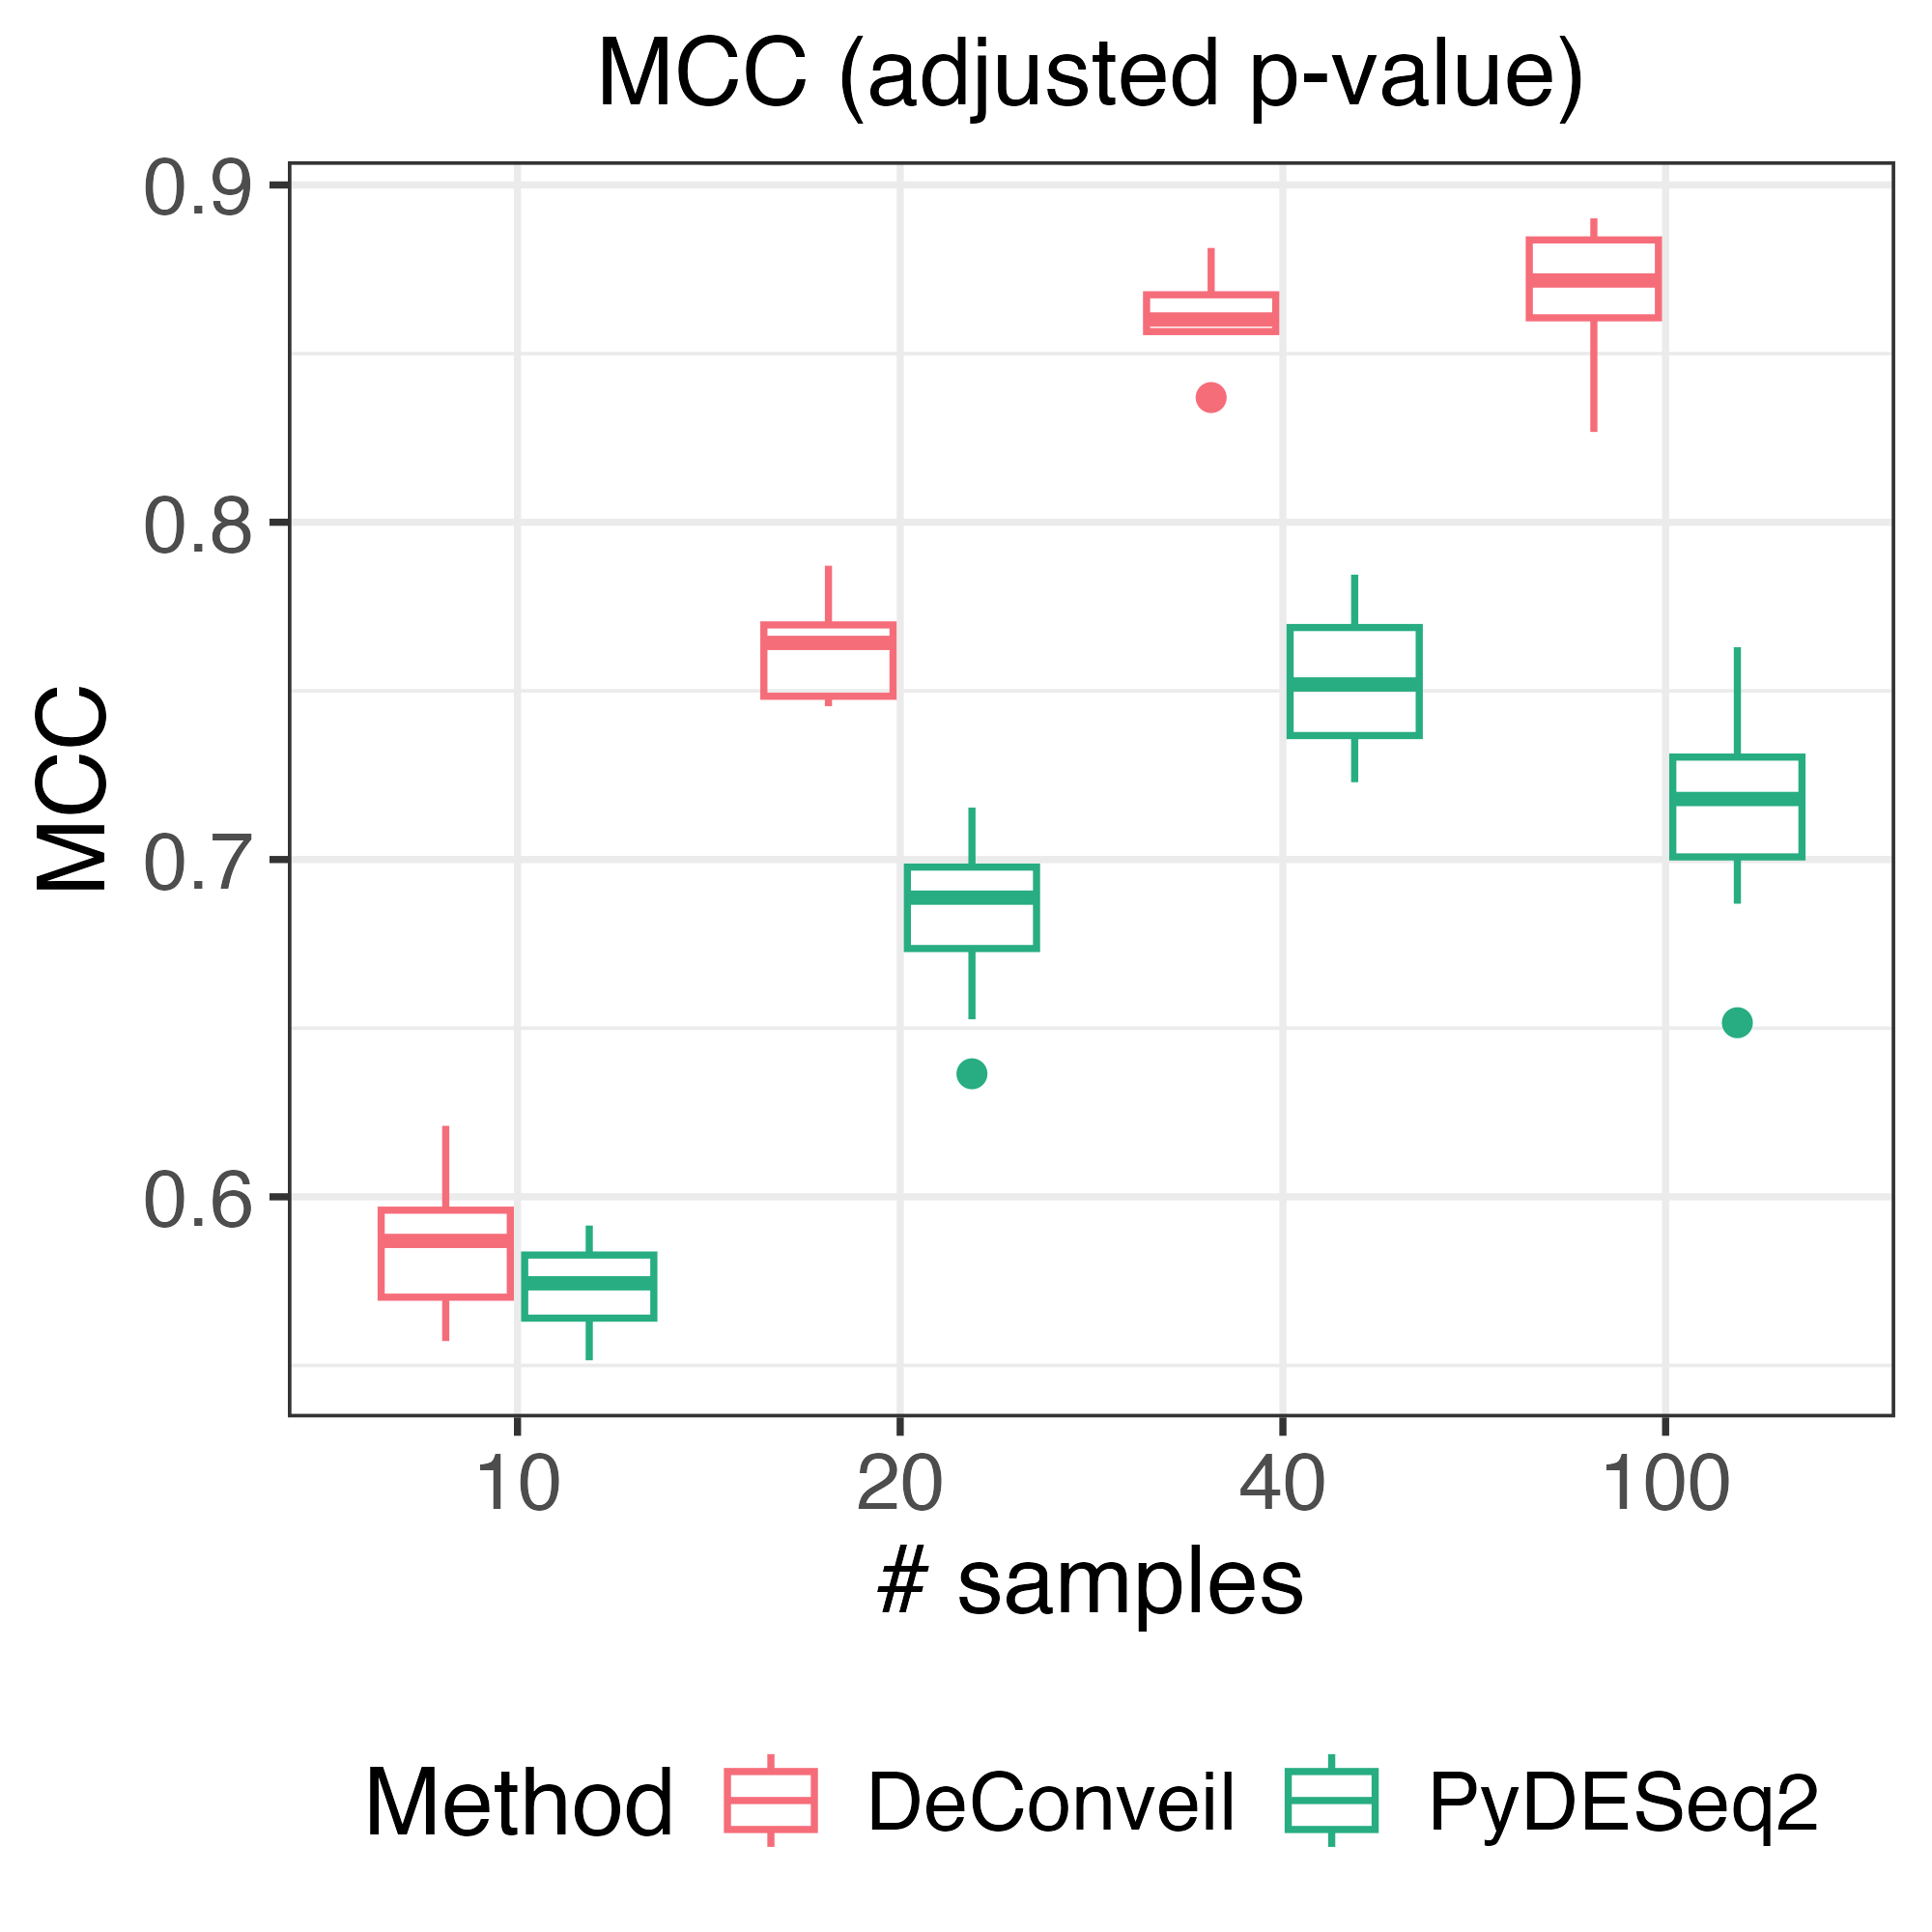 MCC (adjusted p-value)
MCC
0.9
0.8
0.7
0.6
10 20 40 100
# samples
Method DeConveil PyDESeq2